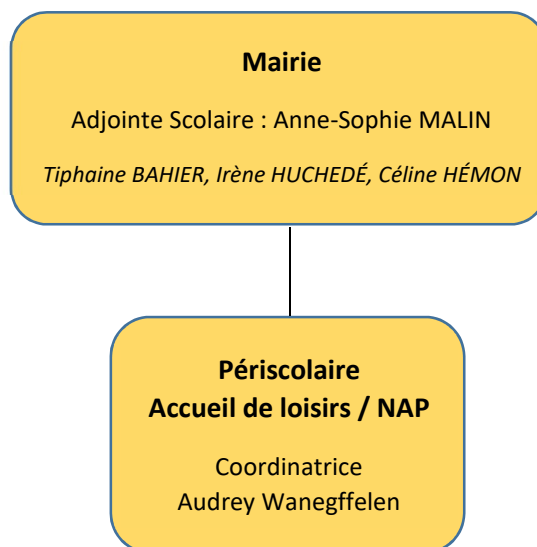 Mairie
Adjointe Scolaire : Anne-Sophie MALIN
Tiphaine BAHIER, Irène HUCHEDÉ, Céline HÉMON
Périscolaire
Accueil de loisirs / NAP
Coordinatrice
Audrey Wanegffelen